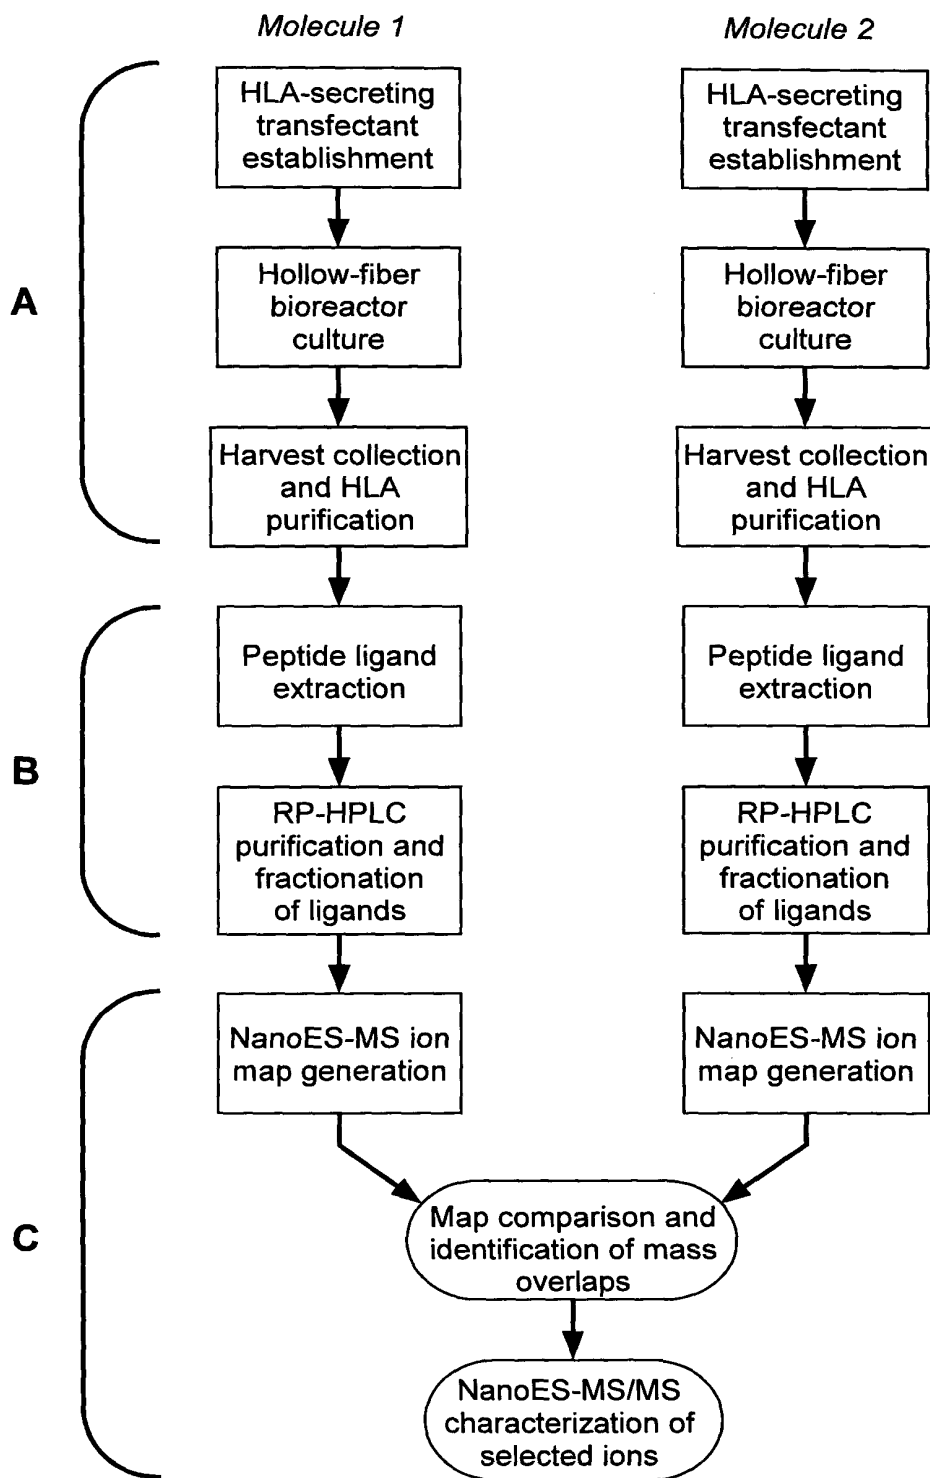 Molecule 1
Molecule 2
HLA-secreting
transfectant
establishment
HLA-secreting
transfectant
establishment
A
Hollow-fiber
bioreactor
culture
Hollow-fiber
bioreactor
culture
Harvest collection
and HLA
purification
Harvest collection
and HLA
purification
B
Peptide ligand
extraction
Peptide ligand
extraction
RP-HPLC
purification and
fractionation
of ligands
RP-HPLC
purification and
fractionation
of ligands
C
NanoES-MS ion
map generation
NanoES-MS ion
map generation
Map comparison and
identification of mass
overlaps
NanoES-MS/MS
characterization of
selected ions